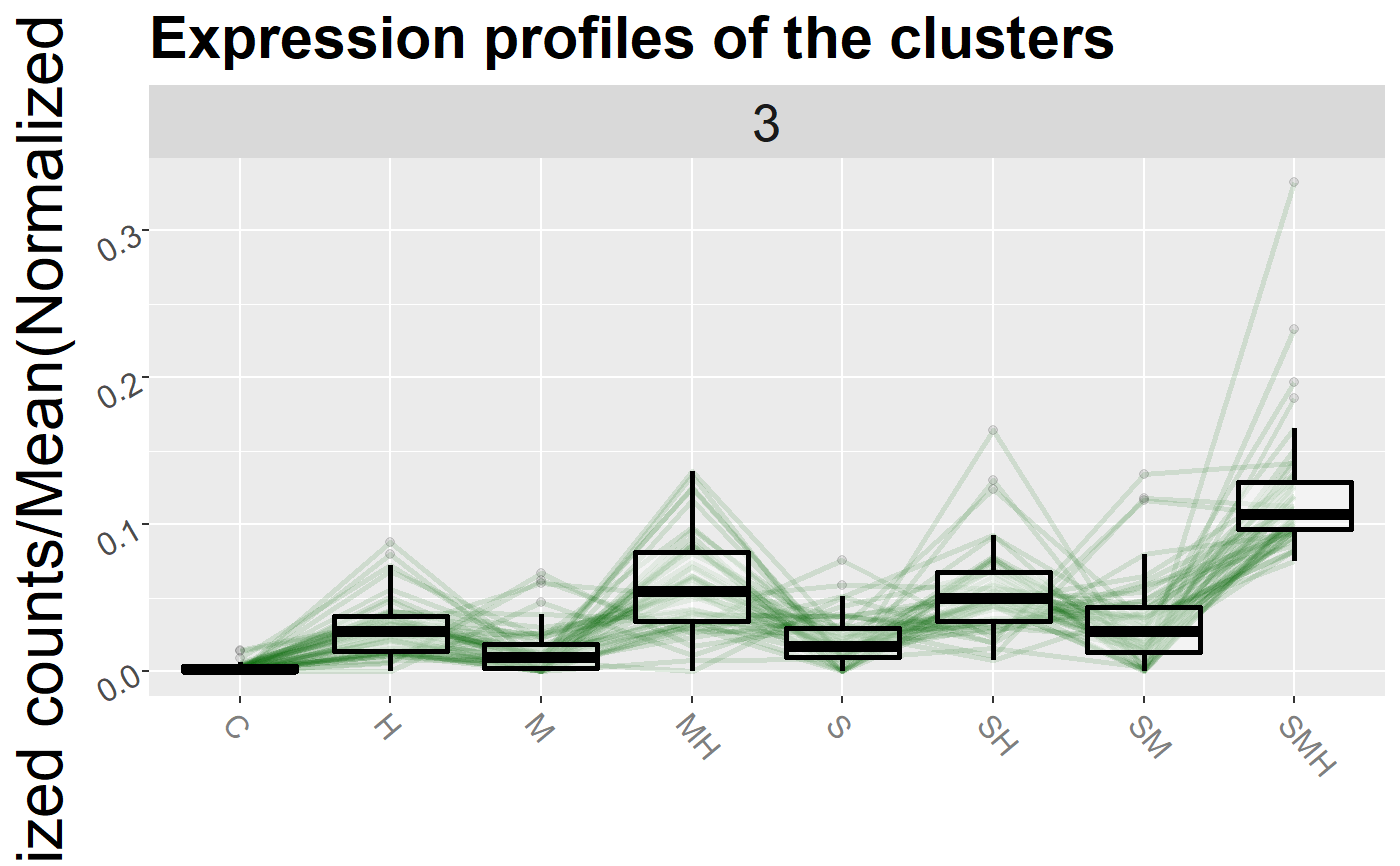 Expression profiles of the clusters
3
ized counts/Mean(Normalized
0.3
0.2
0.1
0.0
C
H
M
MH
S
SH
SM
SMH